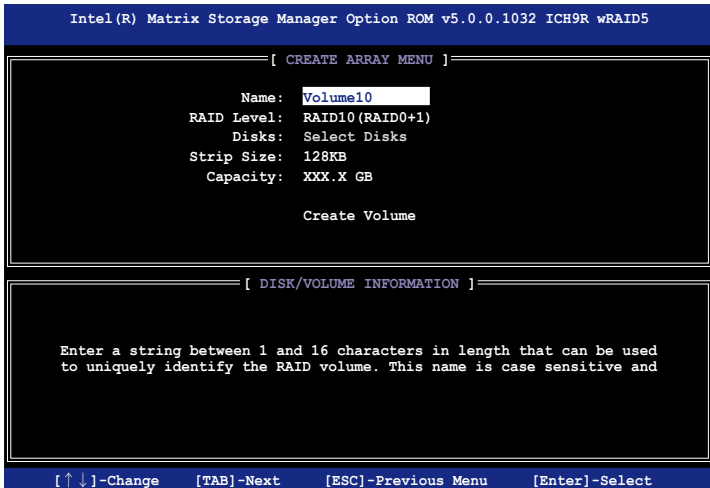 Intel(R) Matrix Storage Manager Option ROM v5.0.0.1032 ICH9R wRAID5
[ CREATE ARRAY MENU ]
Name: Volume10
RAID Level: RAID10(RAID0+1)
Disks: Select Disks
Strip Size: 128KB
Capacity: XXX.X GB
Create Volume
[ DISK/VOLUME INFORMATION ]
Enter a string between 1 and 16 characters in length that can be used
to uniquely identify the RAID volume. This name is case sensitive and
[↑↓]-Change [TAB]-Next [ESC]-Previous Menu [Enter]-Select